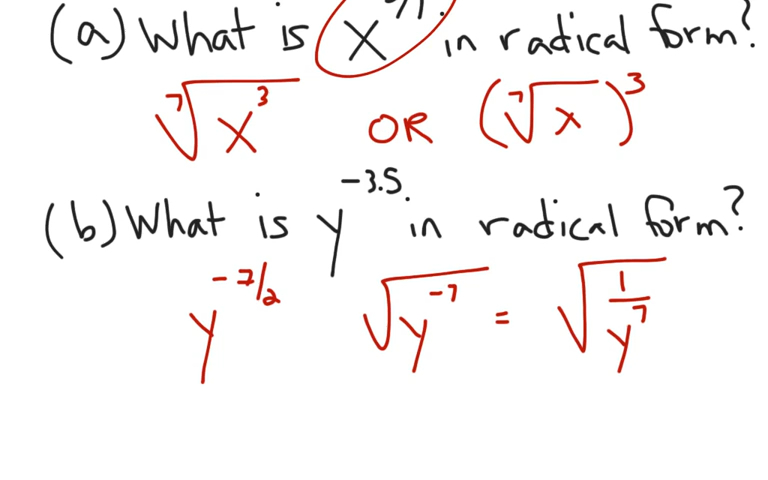 (a) What is x in radical form?
⁷√x³ OR (⁷√x)³
(b) What is y^-3.5 in radical form?
y^-7/2 √y^-7 = √1/y^7